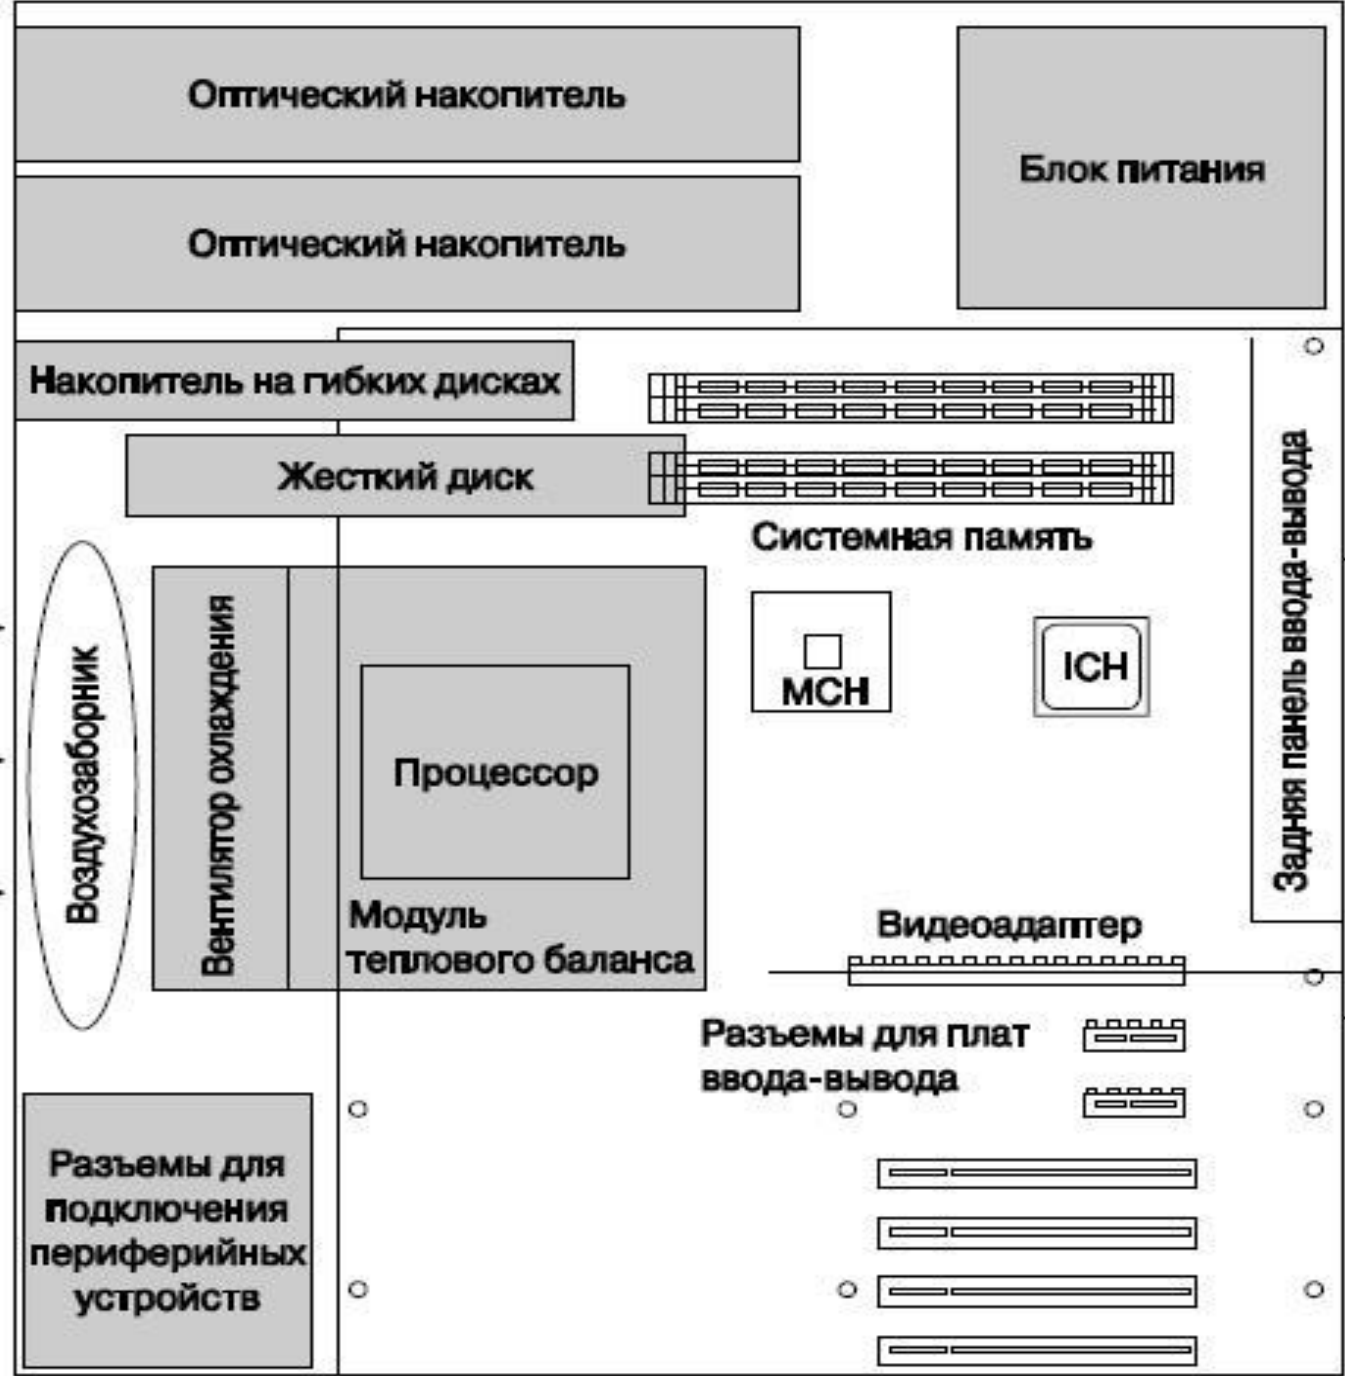 Оптический накопитель
Блок питания
Оптический накопитель
Накопитель на гибких дисках
Жесткий диск
Системная память
Задняя панель ввода-вывода
MCH
ICH
Воздухозаборник
Вентилятор охлаждения
Процессор
Модуль
теплового баланса
Видеоадаптер
Разъемы для плат
ввода-вывода
Разъемы для
подключения
периферийных
устройств